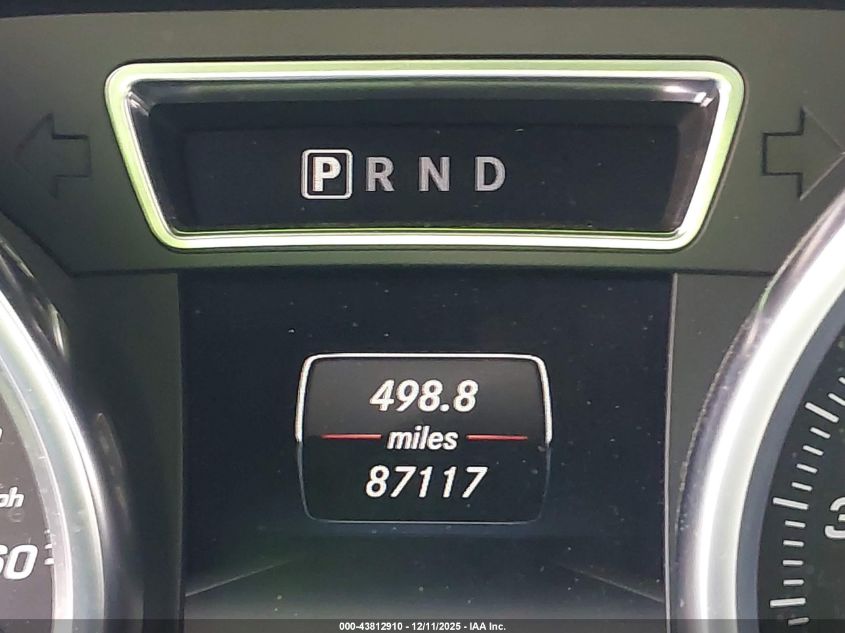 P R N D
498.8
miles
87117
000-43812910 - 12/11/2025 - IAA Inc.